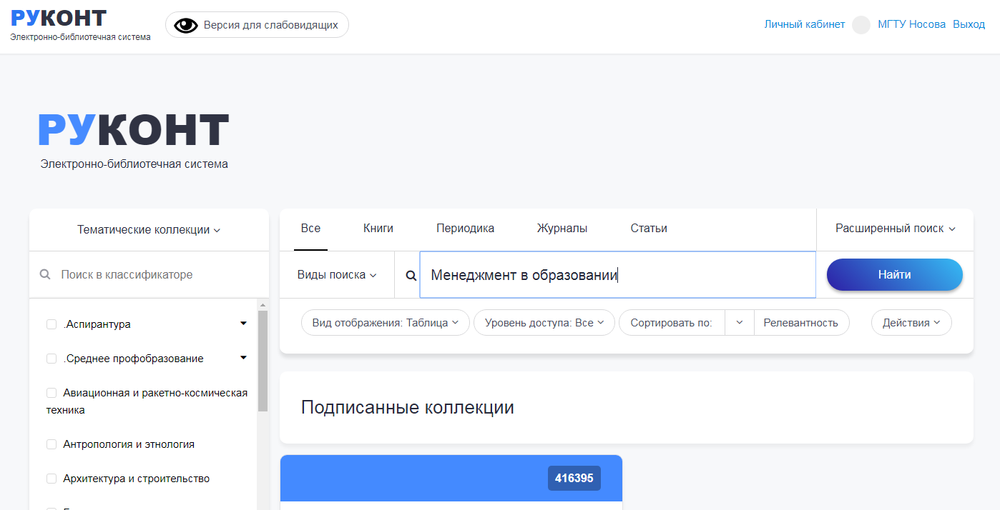 РУКОНТ
Электронно-библиотечная система
Версия для слабовидящих
Личный кабинет
МГТУ Носова
Выход
РУКОНТ
Электронно-библиотечная система
Тематические коллекции
Поиск в классификаторе
.Аспирантура
.Среднее профобразование
Авиационная и ракетно-космическая
техника
Антропология и этнология
Архитектура и строительство
Все
Книги
Периодика
Журналы
Статьи
Расширенный поиск
Виды поиска
Менеджмент в образовании
Найти
Вид отображения: Таблица
Уровень доступа: Все
Сортировать по:
Релевантность
Действия
Подписанные коллекции
416395